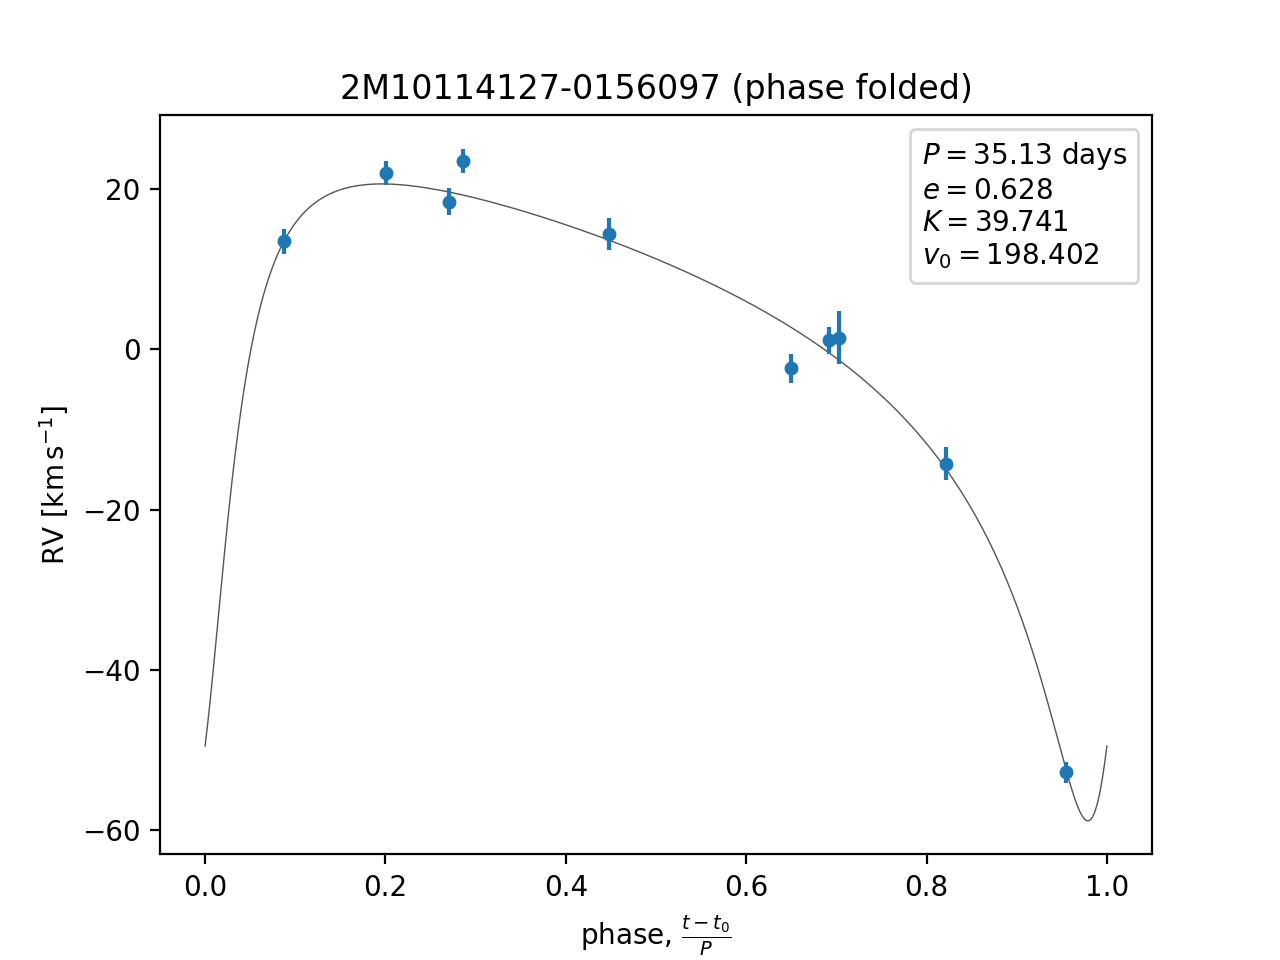 2M10114127-0156097 (phase folded)
P = 35.13 days
e = 0.628
K = 39.741
v₀ = 198.402
20
0
−20
−40
−60
RV [km s⁻¹]
0.0 0.2 0.4 0.6 0.8 1.0
phase, (t − t₀)/P